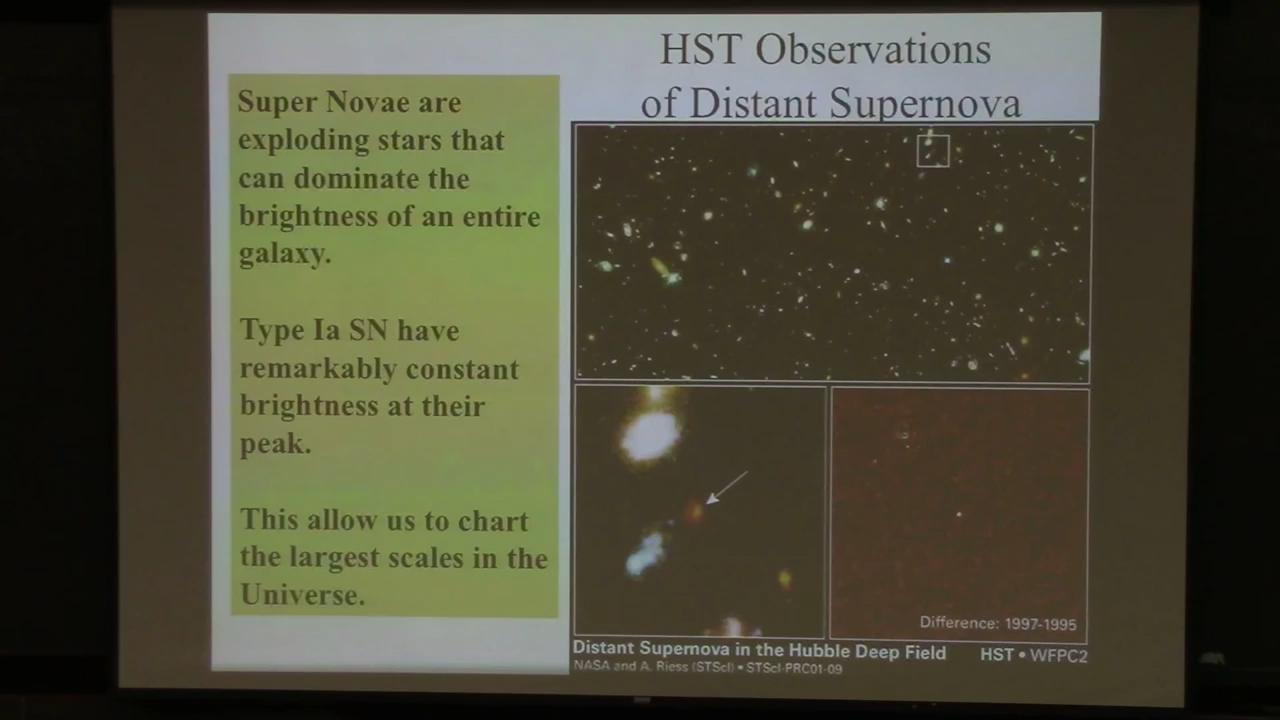 HST Observations
of Distant Supernova
Super Novae are
exploding stars that
can dominate the
brightness of an entire
galaxy.
Type Ia SN have
remarkably constant
brightness at their
peak.
This allow us to chart
the largest scales in the
Universe.
Difference: 1997-1995
Distant Supernova in the Hubble Deep Field HST • WFPC2
NASA and A. Riess (STScI) • STScI-PRC01-09